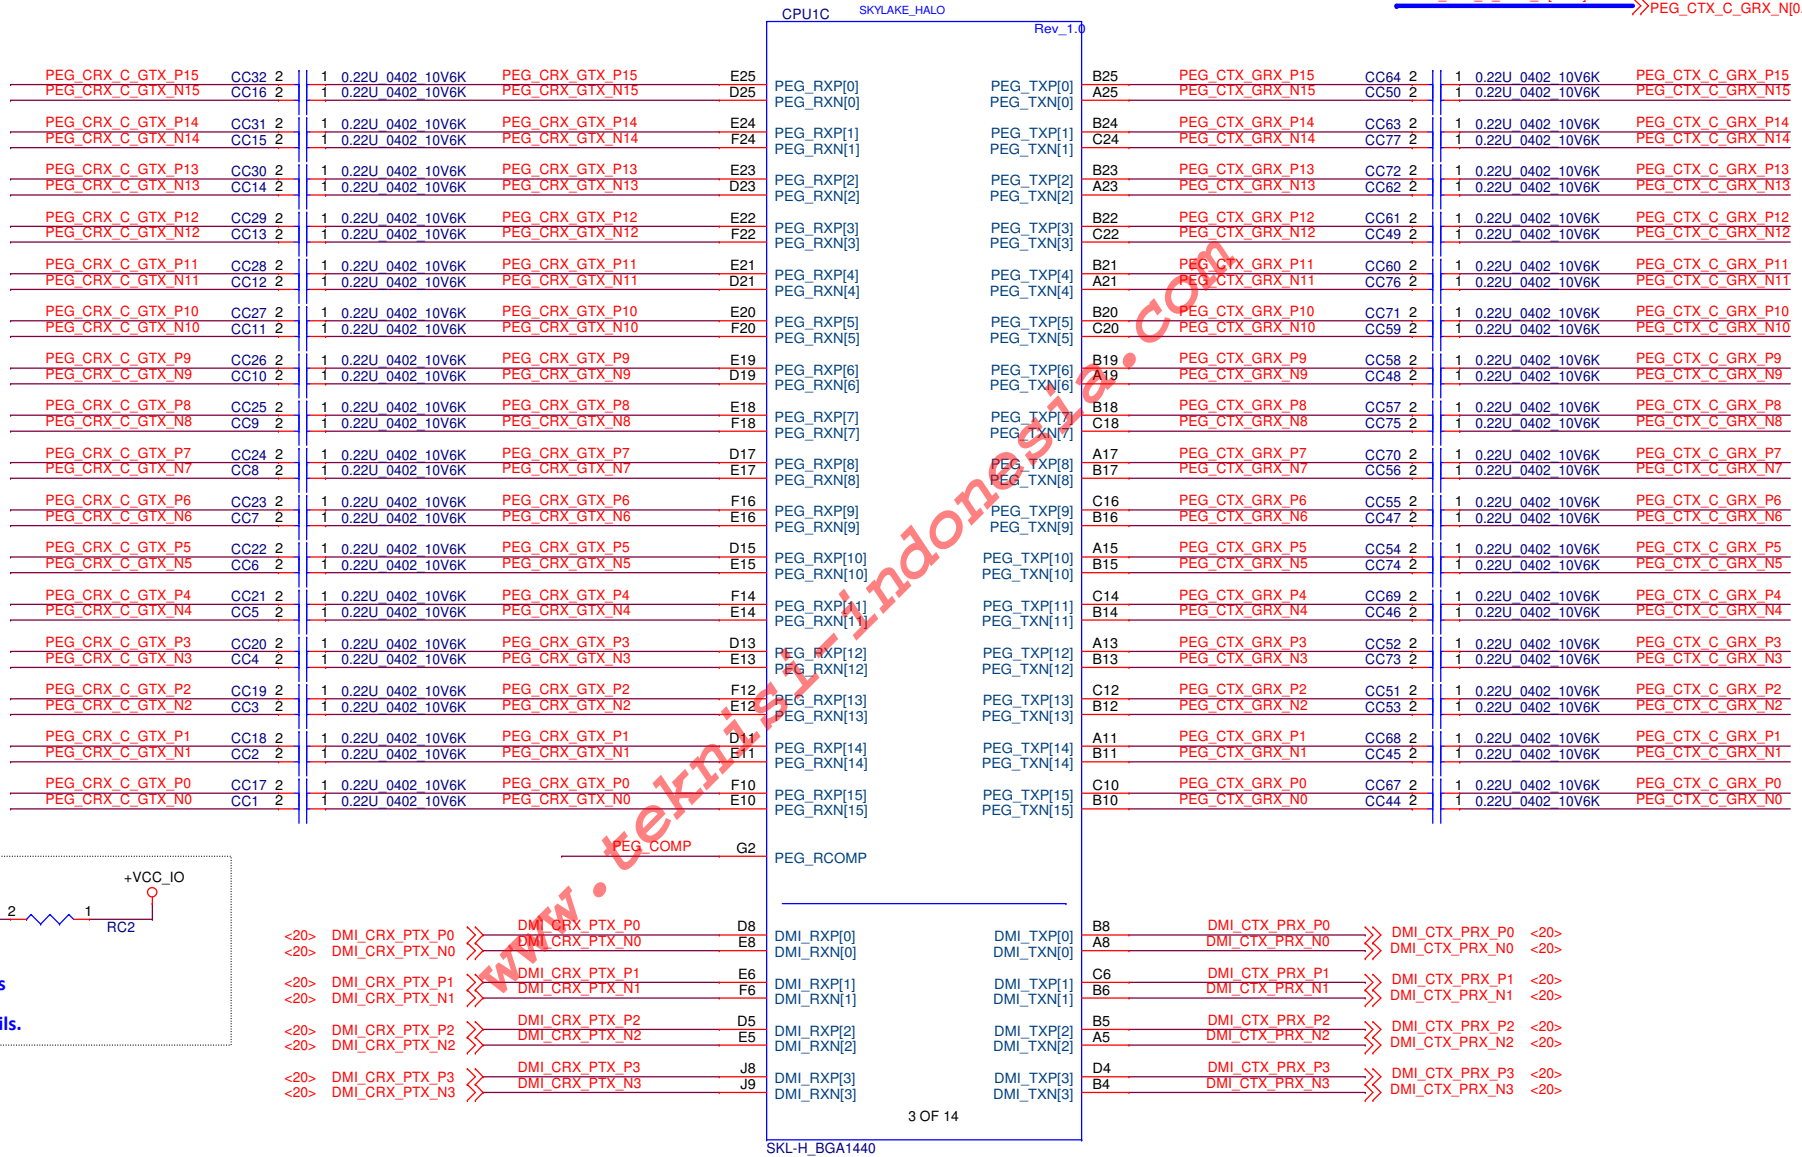 CPU1C SKYLAKE_HALO PEG_CTX_C_GRX_N[0.
Rev_1.0
PEG_CRX_C_GTX_P15 CC32 2 1 0.22U_0402_10V6K PEG_CRX_GTX_P15 E25 PEG_RXP[0] PEG_TXP[0] B25 PEG_CTX_GRX_P15 CC64 2 1 0.22U_0402_10V6K PEG_CTX_C_GRX_P15
PEG_CRX_C_GTX_N15 CC16 2 1 0.22U_0402_10V6K PEG_CRX_GTX_N15 D25 PEG_RXN[0] PEG_TXN[0] A25 PEG_CTX_GRX_N15 CC50 2 1 0.22U_0402_10V6K PEG_CTX_C_GRX_N15
PEG_CRX_C_GTX_P14 CC31 2 1 0.22U_0402_10V6K PEG_CRX_GTX_P14 E24 PEG_RXP[1] PEG_TXP[1] B24 PEG_CTX_GRX_P14 CC63 2 1 0.22U_0402_10V6K PEG_CTX_C_GRX_P14
PEG_CRX_C_GTX_N14 CC15 2 1 0.22U_0402_10V6K PEG_CRX_GTX_N14 F24 PEG_RXN[1] PEG_TXN[1] C24 PEG_CTX_GRX_N14 CC77 2 1 0.22U_0402_10V6K PEG_CTX_C_GRX_N14
PEG_CRX_C_GTX_P13 CC30 2 1 0.22U_0402_10V6K PEG_CRX_GTX_P13 E23 PEG_RXP[2] PEG_TXP[2] B23 PEG_CTX_GRX_P13 CC72 2 1 0.22U_0402_10V6K PEG_CTX_C_GRX_P13
PEG_CRX_C_GTX_N13 CC14 2 1 0.22U_0402_10V6K PEG_CRX_GTX_N13 D23 PEG_RXN[2] PEG_TXN[2] A23 PEG_CTX_GRX_N13 CC62 2 1 0.22U_0402_10V6K PEG_CTX_C_GRX_N13
PEG_CRX_C_GTX_P12 CC29 2 1 0.22U_0402_10V6K PEG_CRX_GTX_P12 E22 PEG_RXP[3] PEG_TXP[3] B22 PEG_CTX_GRX_P12 CC61 2 1 0.22U_0402_10V6K PEG_CTX_C_GRX_P12
PEG_CRX_C_GTX_N12 CC13 2 1 0.22U_0402_10V6K PEG_CRX_GTX_N12 F22 PEG_RXN[3] PEG_TXN[3] C22 PEG_CTX_GRX_N12 CC49 2 1 0.22U_0402_10V6K PEG_CTX_C_GRX_N12
PEG_CRX_C_GTX_P11 CC28 2 1 0.22U_0402_10V6K PEG_CRX_GTX_P11 E21 PEG_RXP[4] PEG_TXP[4] B21 PEG_CTX_GRX_P11 CC60 2 1 0.22U_0402_10V6K PEG_CTX_C_GRX_P11
PEG_CRX_C_GTX_N11 CC12 2 1 0.22U_0402_10V6K PEG_CRX_GTX_N11 D21 PEG_RXN[4] PEG_TXN[4] A21 PEG_CTX_GRX_N11 CC76 2 1 0.22U_0402_10V6K PEG_CTX_C_GRX_N11
PEG_CRX_C_GTX_P10 CC27 2 1 0.22U_0402_10V6K PEG_CRX_GTX_P10 E20 PEG_RXP[5] PEG_TXP[5] B20 PEG_CTX_GRX_P10 CC71 2 1 0.22U_0402_10V6K PEG_CTX_C_GRX_P10
PEG_CRX_C_GTX_N10 CC11 2 1 0.22U_0402_10V6K PEG_CRX_GTX_N10 F20 PEG_RXN[5] PEG_TXN[5] C20 PEG_CTX_GRX_N10 CC59 2 1 0.22U_0402_10V6K PEG_CTX_C_GRX_N10
PEG_CRX_C_GTX_P9 CC26 2 1 0.22U_0402_10V6K PEG_CRX_GTX_P9 E19 PEG_RXP[6] PEG_TXP[6] B19 PEG_CTX_GRX_P9 CC58 2 1 0.22U_0402_10V6K PEG_CTX_C_GRX_P9
PEG_CRX_C_GTX_N9 CC10 2 1 0.22U_0402_10V6K PEG_CRX_GTX_N9 D19 PEG_RXN[6] PEG_TXN[6] A19 PEG_CTX_GRX_N9 CC48 2 1 0.22U_0402_10V6K PEG_CTX_C_GRX_N9
PEG_CRX_C_GTX_P8 CC25 2 1 0.22U_0402_10V6K PEG_CRX_GTX_P8 E18 PEG_RXP[7] PEG_TXP[7] B18 PEG_CTX_GRX_P8 CC57 2 1 0.22U_0402_10V6K PEG_CTX_C_GRX_P8
PEG_CRX_C_GTX_N8 CC9 2 1 0.22U_0402_10V6K PEG_CRX_GTX_N8 F18 PEG_RXN[7] PEG_TXN[7] C18 PEG_CTX_GRX_N8 CC75 2 1 0.22U_0402_10V6K PEG_CTX_C_GRX_N8
PEG_CRX_C_GTX_P7 CC24 2 1 0.22U_0402_10V6K PEG_CRX_GTX_P7 D17 PEG_RXP[8] PEG_TXP[8] A17 PEG_CTX_GRX_P7 CC70 2 1 0.22U_0402_10V6K PEG_CTX_C_GRX_P7
PEG_CRX_C_GTX_N7 CC8 2 1 0.22U_0402_10V6K PEG_CRX_GTX_N7 E17 PEG_RXN[8] PEG_TXN[8] B17 PEG_CTX_GRX_N7 CC56 2 1 0.22U_0402_10V6K PEG_CTX_C_GRX_N7
PEG_CRX_C_GTX_P6 CC23 2 1 0.22U_0402_10V6K PEG_CRX_GTX_P6 F16 PEG_RXP[9] PEG_TXP[9] C16 PEG_CTX_GRX_P6 CC55 2 1 0.22U_0402_10V6K PEG_CTX_C_GRX_P6
PEG_CRX_C_GTX_N6 CC7 2 1 0.22U_0402_10V6K PEG_CRX_GTX_N6 E16 PEG_RXN[9] PEG_TXN[9] B16 PEG_CTX_GRX_N6 CC47 2 1 0.22U_0402_10V6K PEG_CTX_C_GRX_N6
PEG_CRX_C_GTX_P5 CC22 2 1 0.22U_0402_10V6K PEG_CRX_GTX_P5 D15 PEG_RXP[10] PEG_TXP[10] A15 PEG_CTX_GRX_P5 CC54 2 1 0.22U_0402_10V6K PEG_CTX_C_GRX_P5
PEG_CRX_C_GTX_N5 CC6 2 1 0.22U_0402_10V6K PEG_CRX_GTX_N5 E15 PEG_RXN[10] PEG_TXN[10] B15 PEG_CTX_GRX_N5 CC74 2 1 0.22U_0402_10V6K PEG_CTX_C_GRX_N5
PEG_CRX_C_GTX_P4 CC21 2 1 0.22U_0402_10V6K PEG_CRX_GTX_P4 F14 PEG_RXP[11] PEG_TXP[11] C14 PEG_CTX_GRX_P4 CC69 2 1 0.22U_0402_10V6K PEG_CTX_C_GRX_P4
PEG_CRX_C_GTX_N4 CC5 2 1 0.22U_0402_10V6K PEG_CRX_GTX_N4 E14 PEG_RXN[11] PEG_TXN[11] B14 PEG_CTX_GRX_N4 CC46 2 1 0.22U_0402_10V6K PEG_CTX_C_GRX_N4
PEG_CRX_C_GTX_P3 CC20 2 1 0.22U_0402_10V6K PEG_CRX_GTX_P3 D13 PEG_RXP[12] PEG_TXP[12] A13 PEG_CTX_GRX_P3 CC52 2 1 0.22U_0402_10V6K PEG_CTX_C_GRX_P3
PEG_CRX_C_GTX_N3 CC4 2 1 0.22U_0402_10V6K PEG_CRX_GTX_N3 E13 PEG_RXN[12] PEG_TXN[12] B13 PEG_CTX_GRX_N3 CC73 2 1 0.22U_0402_10V6K PEG_CTX_C_GRX_N3
PEG_CRX_C_GTX_P2 CC19 2 1 0.22U_0402_10V6K PEG_CRX_GTX_P2 F12 PEG_RXP[13] PEG_TXP[13] C12 PEG_CTX_GRX_P2 CC51 2 1 0.22U_0402_10V6K PEG_CTX_C_GRX_P2
PEG_CRX_C_GTX_N2 CC3 2 1 0.22U_0402_10V6K PEG_CRX_GTX_N2 E12 PEG_RXN[13] PEG_TXN[13] B12 PEG_CTX_GRX_N2 CC53 2 1 0.22U_0402_10V6K PEG_CTX_C_GRX_N2
PEG_CRX_C_GTX_P1 CC18 2 1 0.22U_0402_10V6K PEG_CRX_GTX_P1 D11 PEG_RXP[14] PEG_TXP[14] A11 PEG_CTX_GRX_P1 CC68 2 1 0.22U_0402_10V6K PEG_CTX_C_GRX_P1
PEG_CRX_C_GTX_N1 CC2 2 1 0.22U_0402_10V6K PEG_CRX_GTX_N1 E11 PEG_RXN[14] PEG_TXN[14] B11 PEG_CTX_GRX_N1 CC45 2 1 0.22U_0402_10V6K PEG_CTX_C_GRX_N1
PEG_CRX_C_GTX_P0 CC17 2 1 0.22U_0402_10V6K PEG_CRX_GTX_P0 F10 PEG_RXP[15] PEG_TXP[15] C10 PEG_CTX_GRX_P0 CC67 2 1 0.22U_0402_10V6K PEG_CTX_C_GRX_P0
PEG_CRX_C_GTX_N0 CC1 2 1 0.22U_0402_10V6K PEG_CRX_GTX_N0 E10 PEG_RXN[15] PEG_TXN[15] B10 PEG_CTX_GRX_N0 CC44 2 1 0.22U_0402_10V6K PEG_CTX_C_GRX_N0
PEG_COMP G2 PEG_RCOMP
+VCC_IO
2 1
RC2
<20> DMI_CRX_PTX_P0 DMI_CRX_PTX_P0 D8 DMI_RXP[0] DMI_TXP[0] B8 DMI_CTX_PRX_P0 DMI_CTX_PRX_P0 <20>
<20> DMI_CRX_PTX_N0 DMI_CRX_PTX_N0 E8 DMI_RXN[0] DMI_TXN[0] A8 DMI_CTX_PRX_N0 DMI_CTX_PRX_N0 <20>
<20> DMI_CRX_PTX_P1 DMI_CRX_PTX_P1 E6 DMI_RXP[1] DMI_TXP[1] C6 DMI_CTX_PRX_P1 DMI_CTX_PRX_P1 <20>
<20> DMI_CRX_PTX_N1 DMI_CRX_PTX_N1 F6 DMI_RXN[1] DMI_TXN[1] B6 DMI_CTX_PRX_N1 DMI_CTX_PRX_N1 <20>
s
ils.
<20> DMI_CRX_PTX_P2 DMI_CRX_PTX_P2 D5 DMI_RXP[2] DMI_TXP[2] B5 DMI_CTX_PRX_P2 DMI_CTX_PRX_P2 <20>
<20> DMI_CRX_PTX_N2 DMI_CRX_PTX_N2 E5 DMI_RXN[2] DMI_TXN[2] A5 DMI_CTX_PRX_N2 DMI_CTX_PRX_N2 <20>
<20> DMI_CRX_PTX_P3 DMI_CRX_PTX_P3 J8 DMI_RXP[3] DMI_TXP[3] D4 DMI_CTX_PRX_P3 DMI_CTX_PRX_P3 <20>
<20> DMI_CRX_PTX_N3 DMI_CRX_PTX_N3 J9 DMI_RXN[3] DMI_TXN[3] B4 DMI_CTX_PRX_N3 DMI_CTX_PRX_N3 <20>
3 OF 14
SKL-H_BGA1440
www.teknisi-indonesia.com